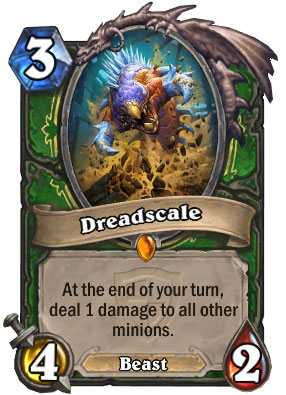 3
Dreadscale
At the end of your turn,
deal 1 damage to all other
minions.
4
Beast
2